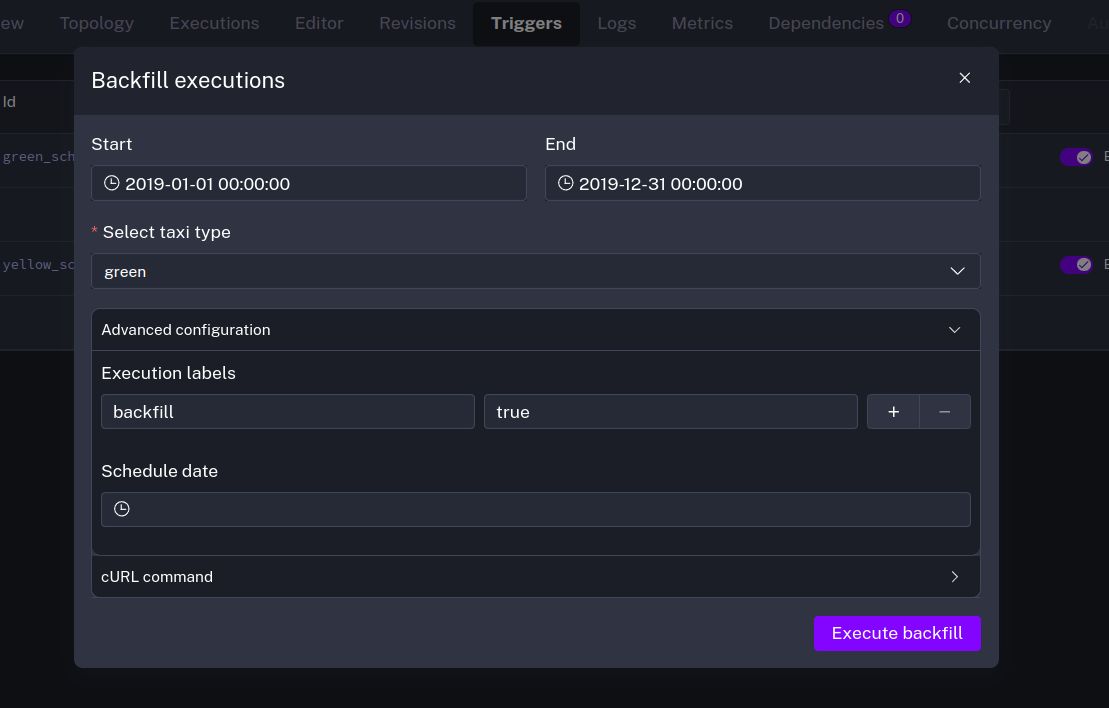 ew Topology Executions Editor Revisions Triggers Logs Metrics Dependencies 0 Concurrency Au
Backfill executions
Id
Start End
2019-01-01 00:00:00 2019-12-31 00:00:00
green_sch
* Select taxi type
green
yellow_sc
Advanced configuration
Execution labels
backfill true + −
Schedule date
cURL command
Execute backfill